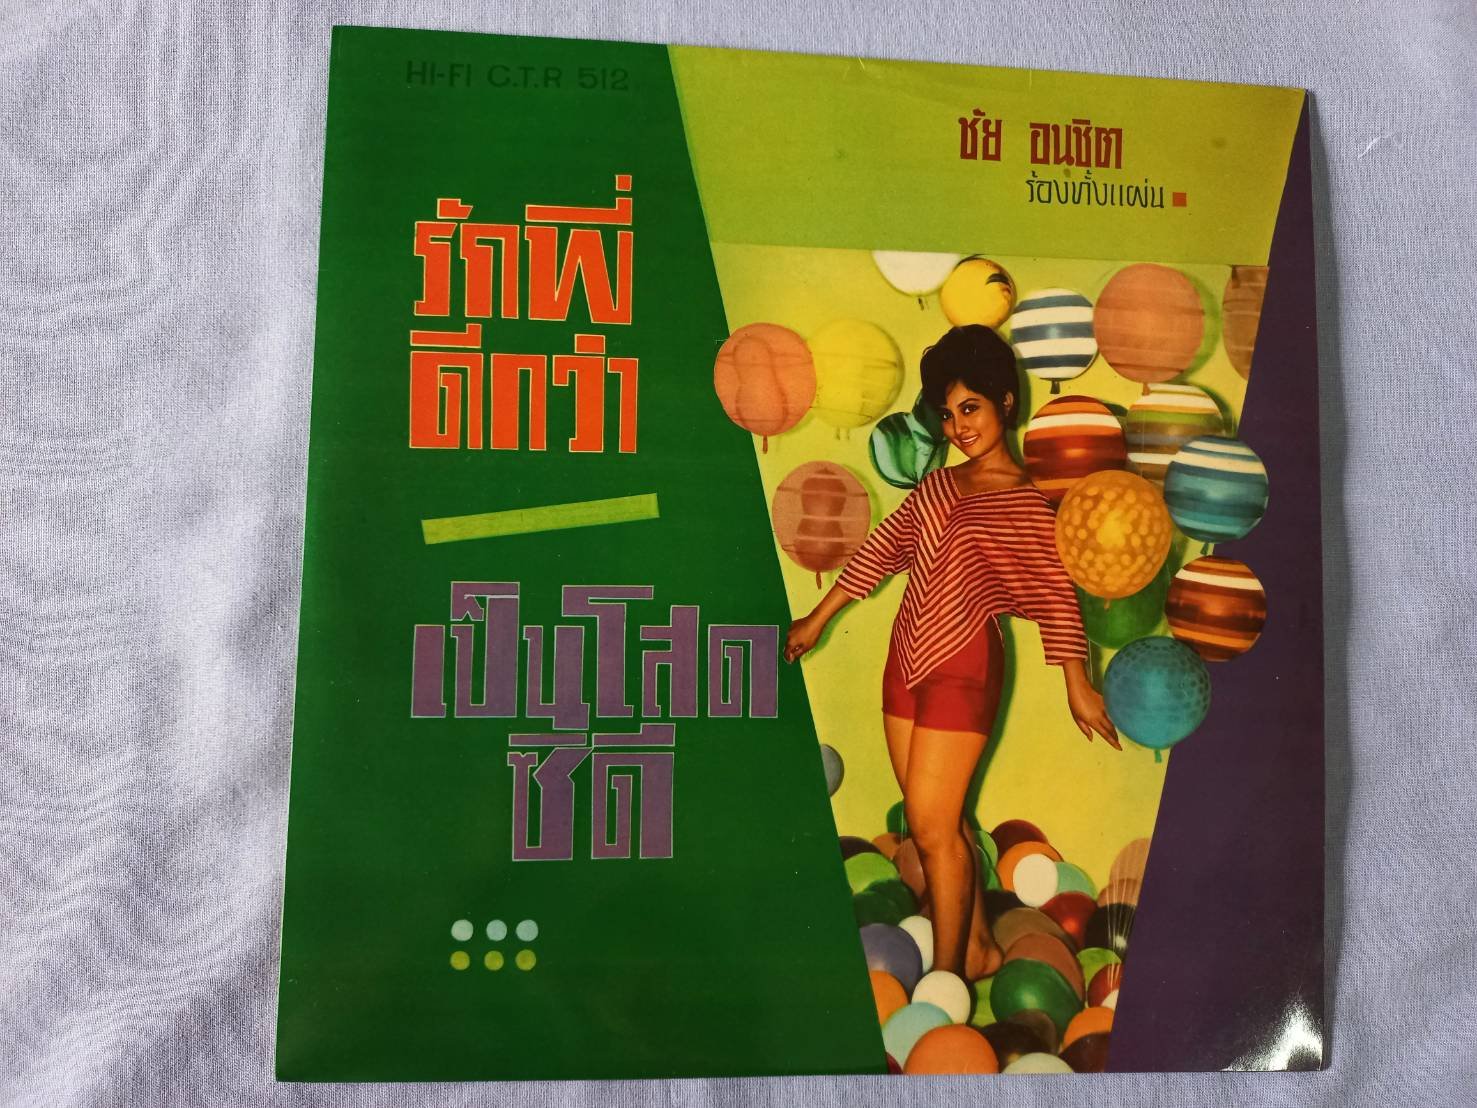 HI-FI C.T.R 512
ชัย อนุชิต
ร้องทั้งแผ่น
รักพี่
ดีกว่า
เป็นโสด
ซิดี